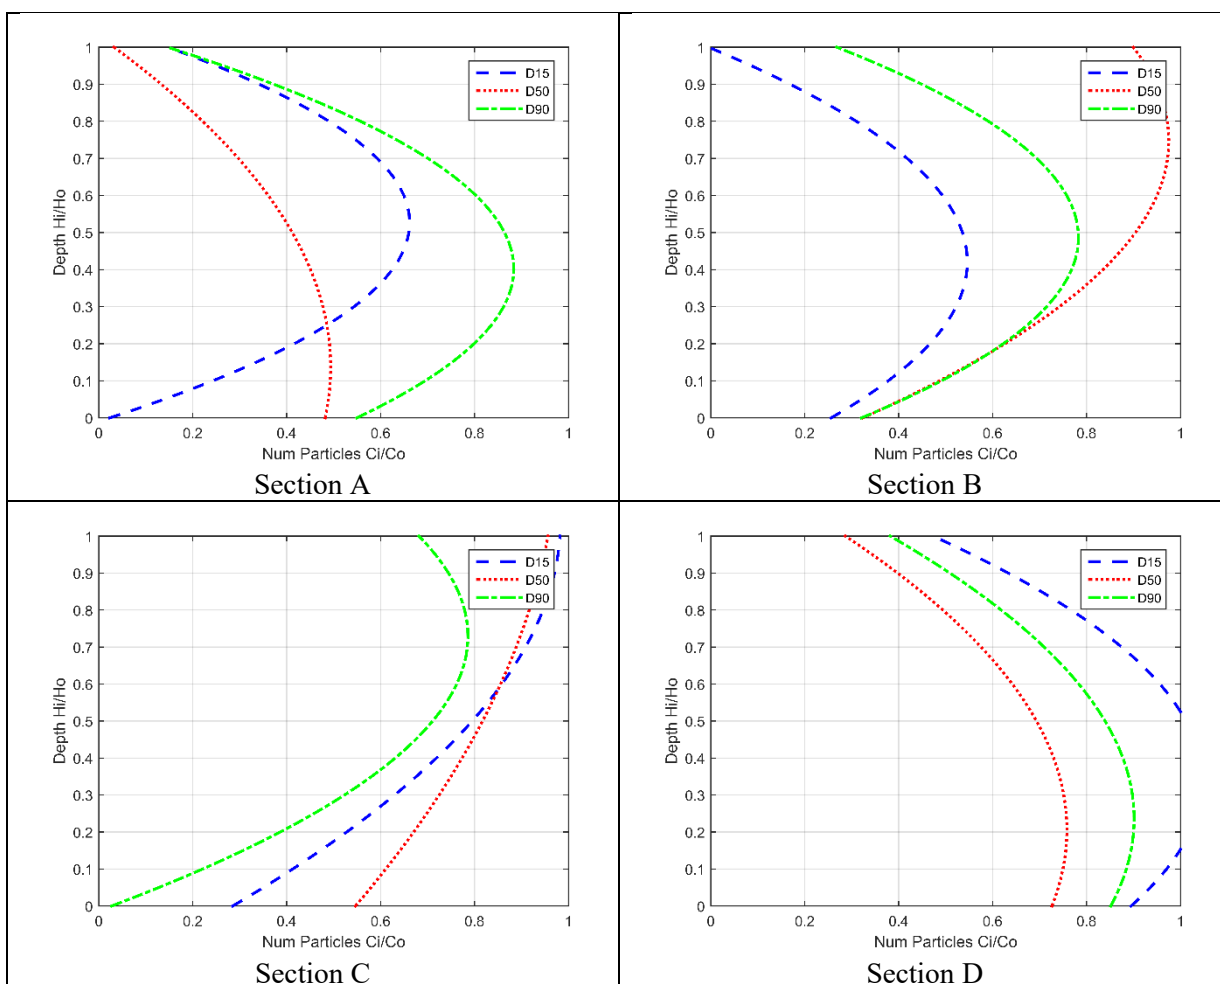 1
0.9
0.8
0.7
0.6
0.5
0.4
0.3
0.2
0.1
0
Depth Hi/Ho
0 0.2 0.4 0.6 0.8 1
Num Particles Ci/Co
D15
D50
D90
Section A
1
0.9
0.8
0.7
0.6
0.5
0.4
0.3
0.2
0.1
0
Depth Hi/Ho
0 0.2 0.4 0.6 0.8 1
Num Particles Ci/Co
D15
D50
D90
Section B
1
0.9
0.8
0.7
0.6
0.5
0.4
0.3
0.2
0.1
0
Depth Hi/Ho
0 0.2 0.4 0.6 0.8 1
Num Particles Ci/Co
D15
D50
D90
Section C
1
0.9
0.8
0.7
0.6
0.5
0.4
0.3
0.2
0.1
0
Depth Hi/Ho
0 0.2 0.4 0.6 0.8 1
Num Particles Ci/Co
D15
D50
D90
Section D